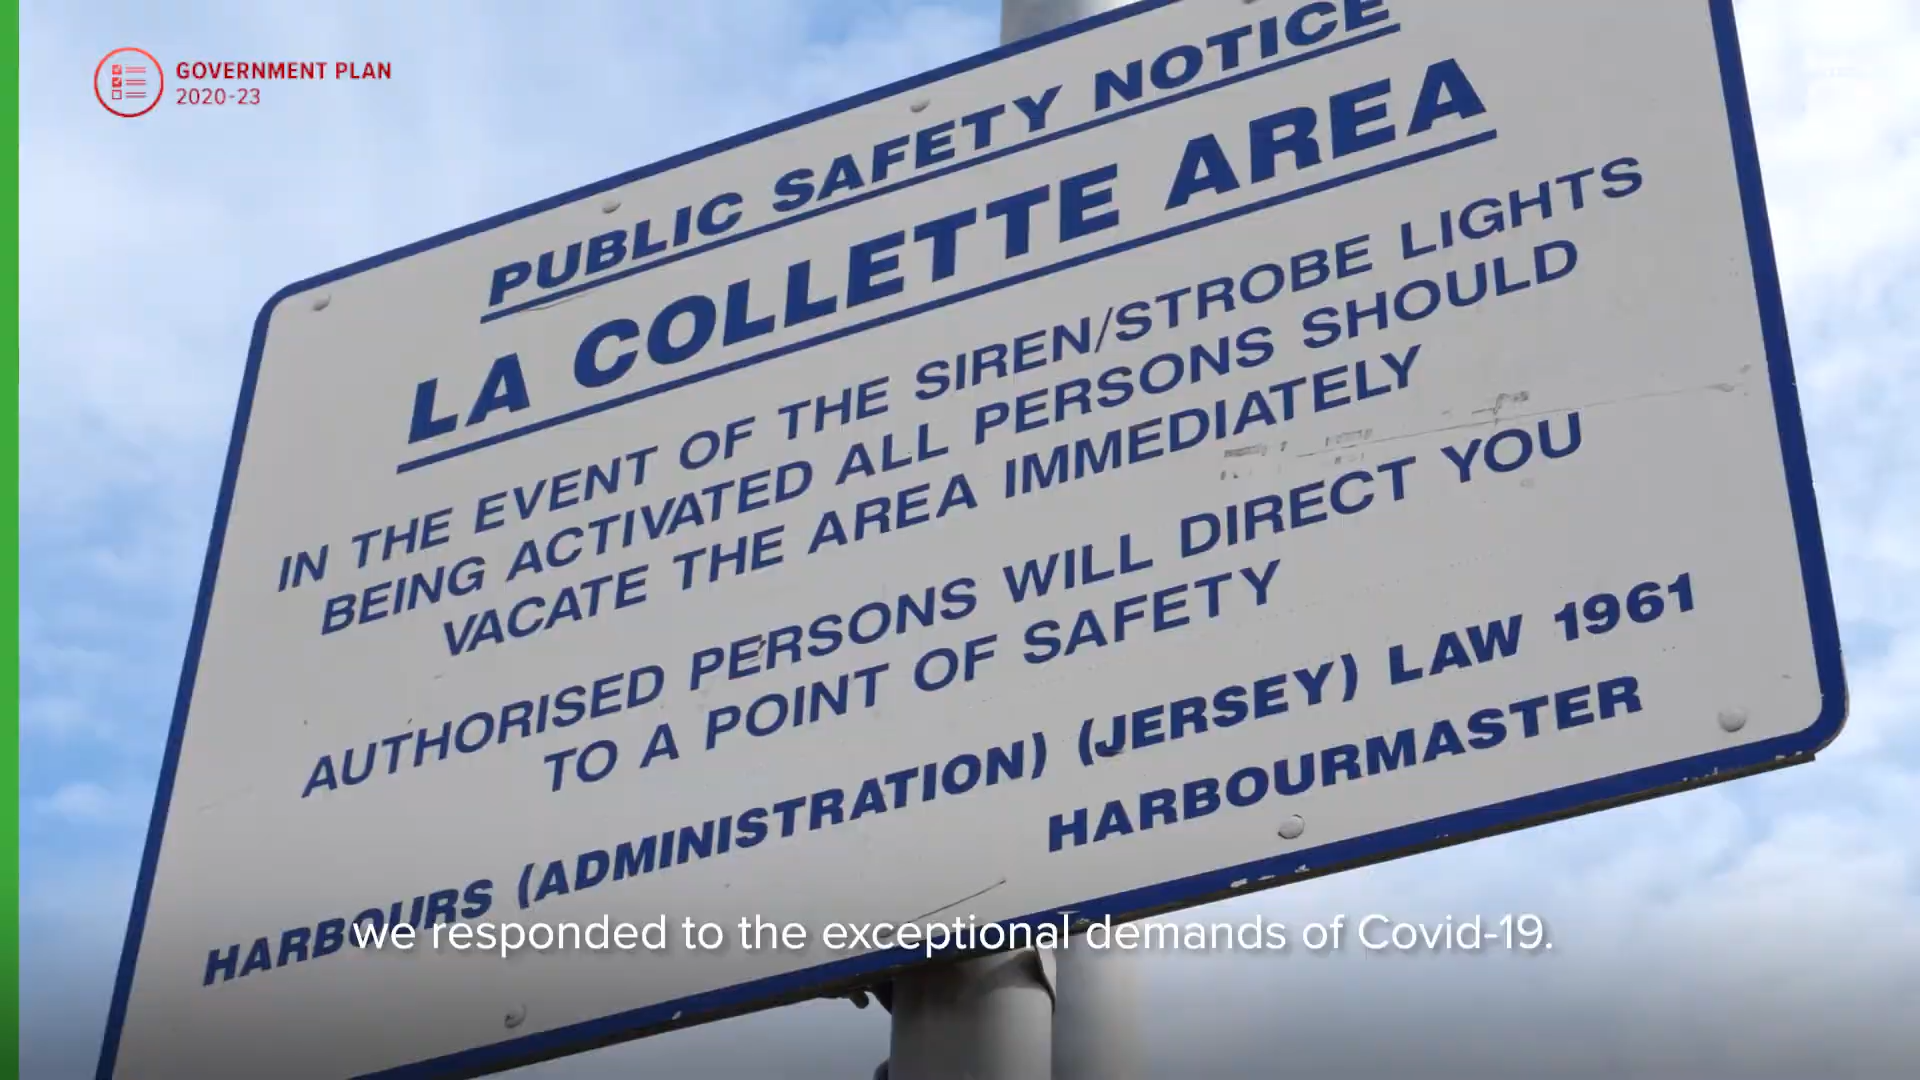 GOVERNMENT PLAN
2020-23
PUBLIC SAFETY NOTICE
LA COLLETTE AREA
IN THE EVENT OF THE SIREN/STROBE LIGHTS
BEING ACTIVATED ALL PERSONS SHOULD
VACATE THE AREA IMMEDIATELY
AUTHORISED PERSONS WILL DIRECT YOU
TO A POINT OF SAFETY
HARBOURS (ADMINISTRATION) (JERSEY) LAW 1961
HARBOURMASTER
we responded to the exceptional demands of Covid-19.